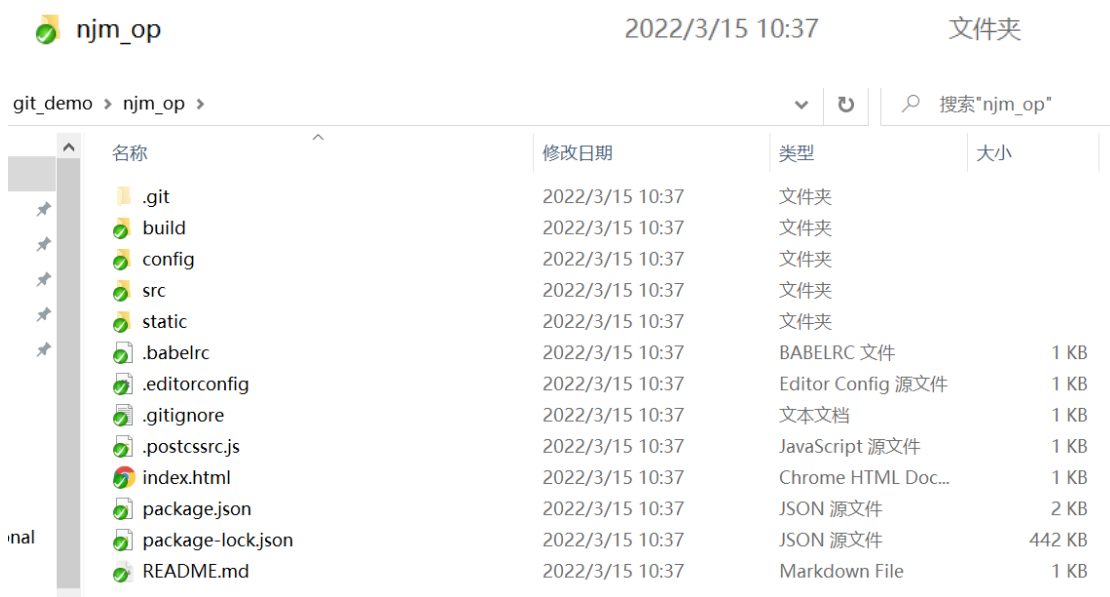 njm_op 2022/3/15 10:37 文件夹
git_demo > njm_op > 搜索"njm_op"
名称 修改日期 类型 大小
.git 2022/3/15 10:37 文件夹
build 2022/3/15 10:37 文件夹
config 2022/3/15 10:37 文件夹
src 2022/3/15 10:37 文件夹
static 2022/3/15 10:37 文件夹
.babelrc 2022/3/15 10:37 BABELRC 文件 1 KB
.editorconfig 2022/3/15 10:37 Editor Config 源文件 1 KB
.gitignore 2022/3/15 10:37 文本文档 1 KB
.postcssrc.js 2022/3/15 10:37 JavaScript 源文件 1 KB
index.html 2022/3/15 10:37 Chrome HTML Doc... 1 KB
package.json 2022/3/15 10:37 JSON 源文件 2 KB
onal package-lock.json 2022/3/15 10:37 JSON 源文件 442 KB
README.md 2022/3/15 10:37 Markdown File 1 KB